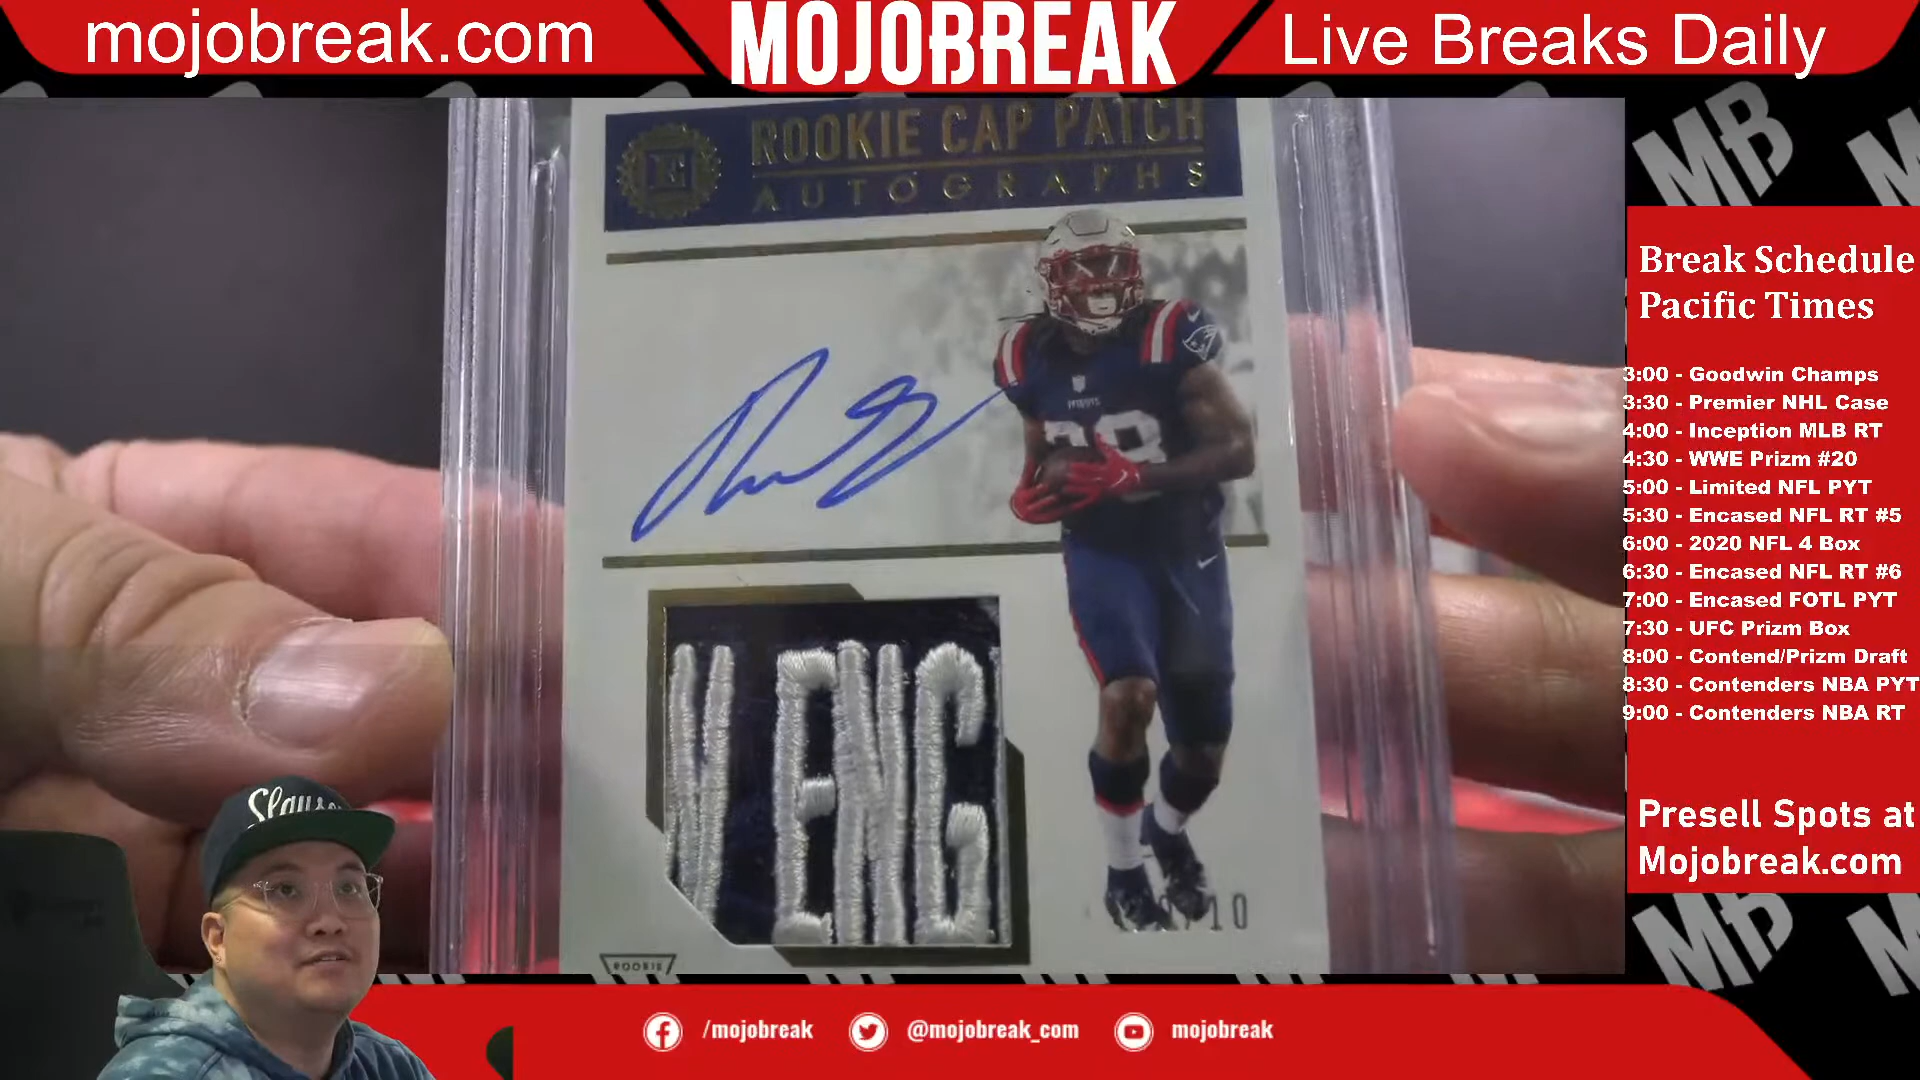 mojobreak.com
MOJOBREAK
Live Breaks Daily
ROOKIE CAP PATCH
AUTOGRAPHS
PATRIOTS
W ENG
/10
ROOKIE
Break Schedule
Pacific Times
3:00 - Goodwin Champs
3:30 - Premier NHL Case
4:00 - Inception MLB RT
4:30 - WWE Prizm #20
5:00 - Limited NFL PYT
5:30 - Encased NFL RT #5
6:00 - 2020 NFL 4 Box
6:30 - Encased NFL RT #6
7:00 - Encased FOTL PYT
7:30 - UFC Prizm Box
8:00 - Contend/Prizm Draft
8:30 - Contenders NBA PYT
9:00 - Contenders NBA RT
Presell Spots at
Mojobreak.com
MB
MB
/mojobreak
@mojobreak_com
mojobreak